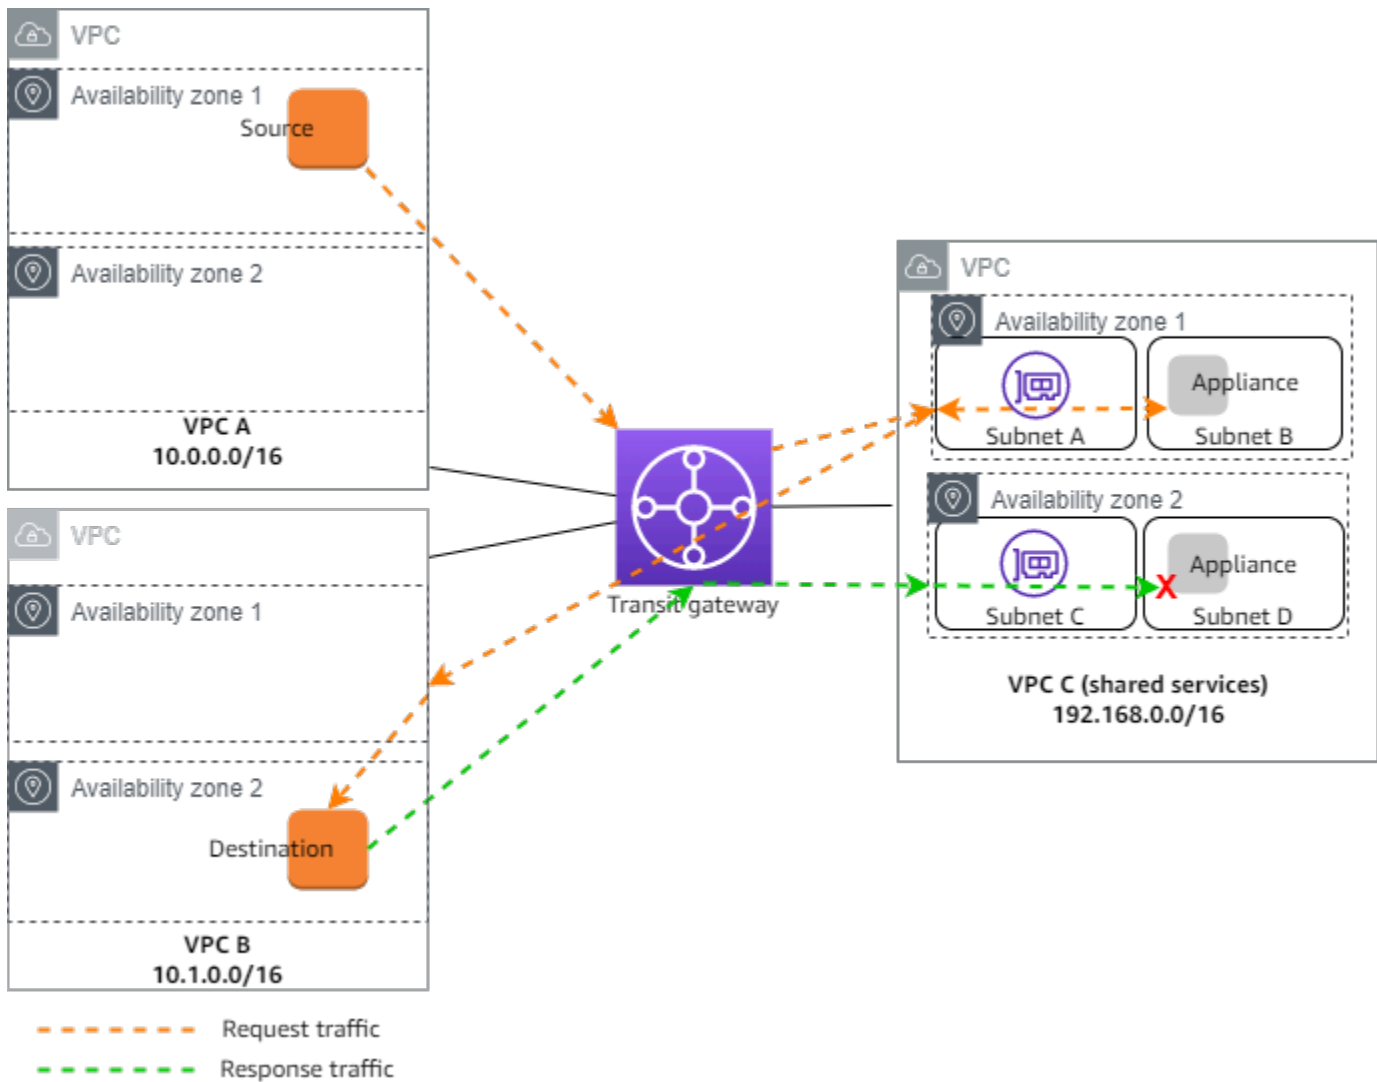 VPC
Availability zone 1
Source
Availability zone 2
VPC A
10.0.0.0/16
VPC
Availability zone 1
Availability zone 2
Destination
VPC B
10.1.0.0/16
Transit gateway
VPC
Availability zone 1
Appliance
Subnet A
Subnet B
Availability zone 2
Appliance
X
Subnet C
Subnet D
VPC C (shared services)
192.168.0.0/16
Request traffic
Response traffic